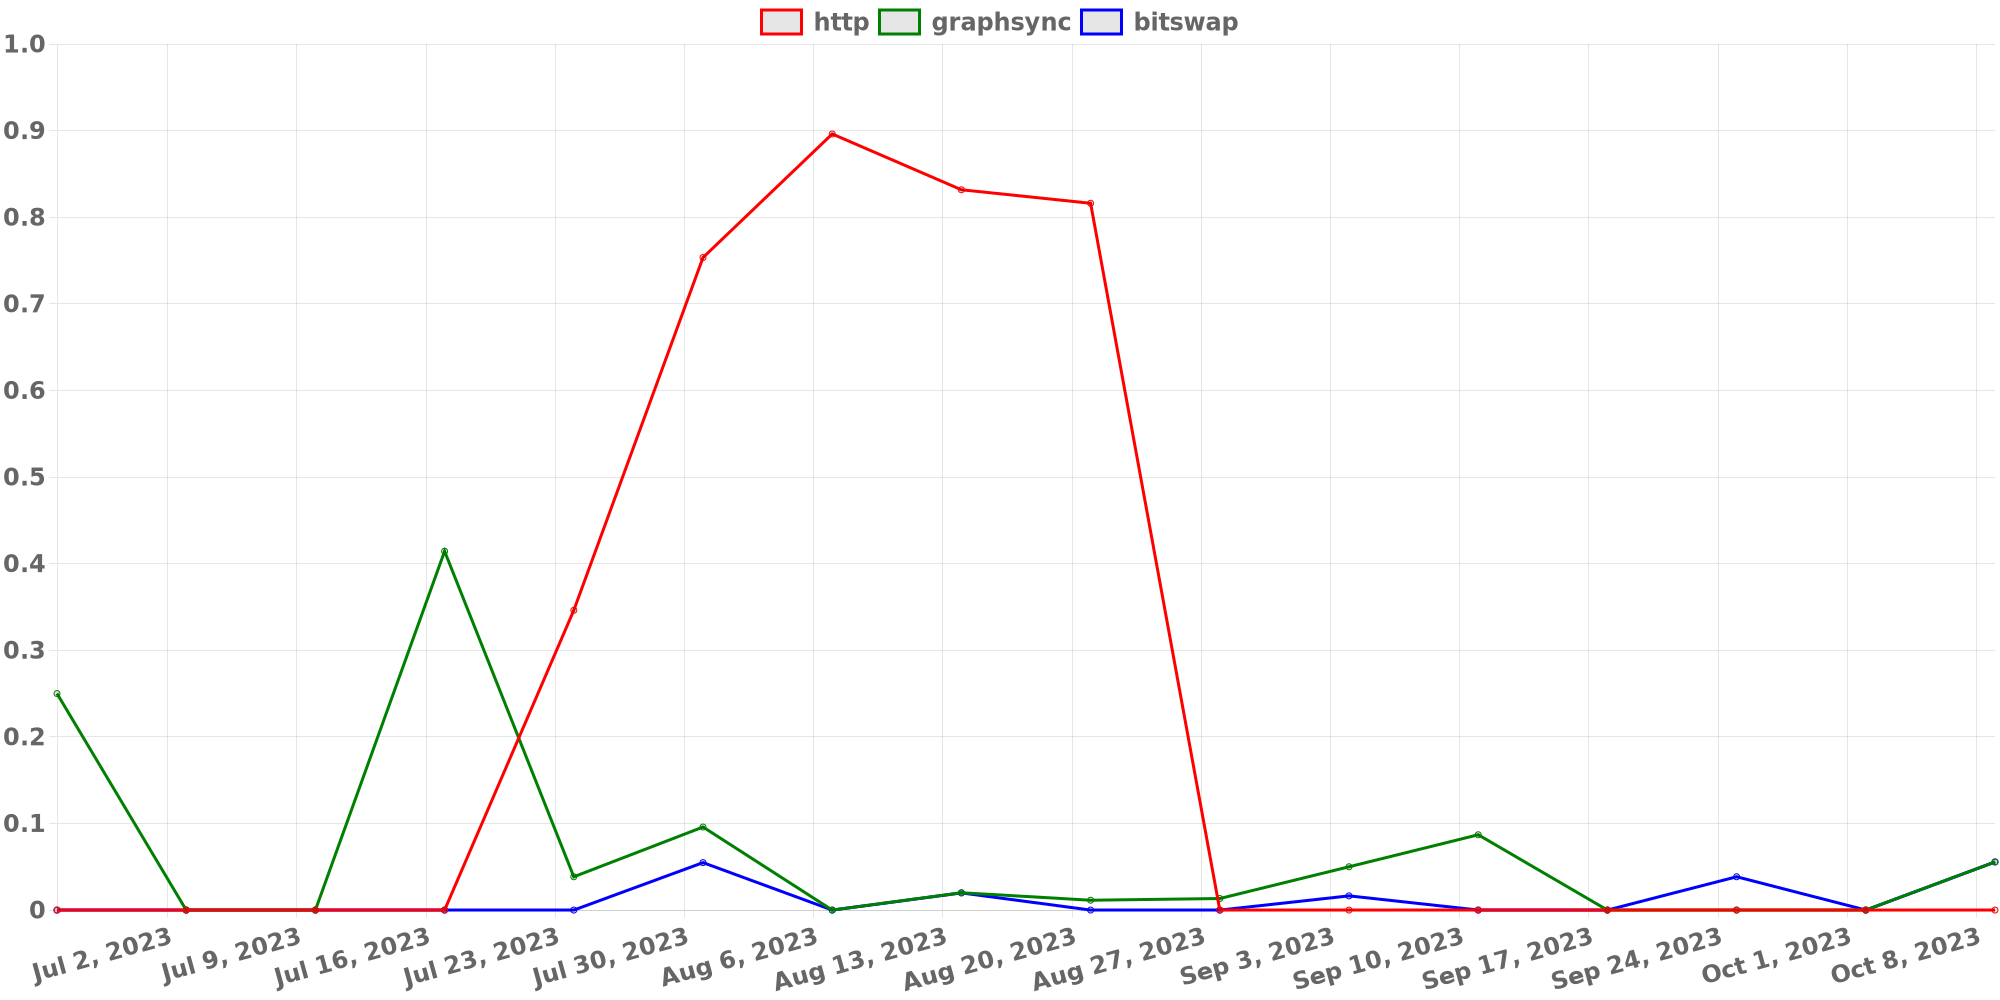 http graphsync bitswap
1.0
0.9
0.8
0.7
0.6
0.5
0.4
0.3
0.2
0.1
0
Jul 2, 2023
Jul 9, 2023
Jul 16, 2023
Jul 23, 2023
Jul 30, 2023
Aug 6, 2023
Aug 13, 2023
Aug 20, 2023
Aug 27, 2023
Sep 3, 2023
Sep 10, 2023
Sep 17, 2023
Sep 24, 2023
Oct 1, 2023
Oct 8, 2023